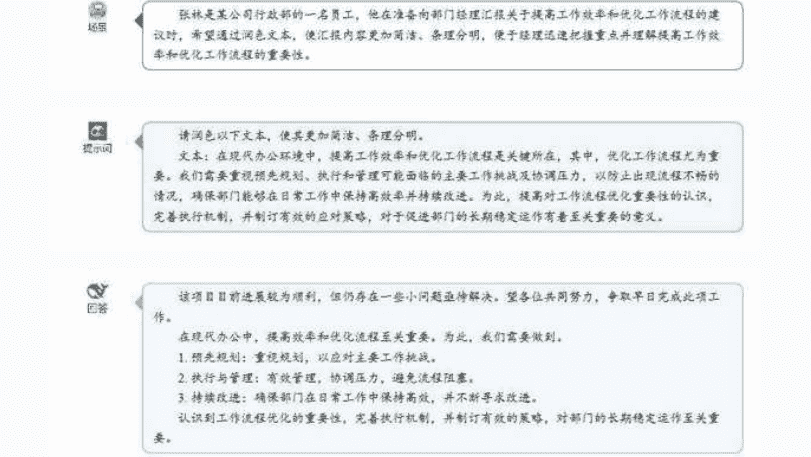 场景
张林是某公司行政部的一名员工，他在准备向部门经理汇报关于提高工作效率和优化工作流程的建
议时，希望通过润色文本，使汇报内容更加简洁、条理分明，便于经理迅速把握重点并理解提高工作效
率和优化工作流程的重要性。
提示词
请润色以下文本，使其更加简洁、条理分明。
文本：在现代办公环境中，提高工作效率和优化工作流程是关键所在，其中，优化工作流程尤为重
要。我们需要重视预先规划、执行和管理可能面临的主要工作挑战及协调压力，以防止出现流程不畅的
情况，确保部门能够在日常工作中保持高效率并持续改进。为此，提高对工作流程优化重要性的认识，
完善执行机制，并制订有效的应对策略，对于促进部门的长期稳定运作有着至关重要的意义。
回答
该项目目前进展较为顺利，但仍存在一些小问题亟待解决。望各位共同努力，争取早日完成此项工
作。
在现代办公中，提高效率和优化流程至关重要。为此，我们需要做到。
1. 预先规划：重视规划，以应对主要工作挑战。
2. 执行与管理：有效管理，协调压力，避免流程阻塞。
3. 持续改进：确保部门在日常工作中保持高效，并不断寻求改进。
认识到工作流程优化的重要性，完善执行机制，并制订有效的策略，对部门的长期稳定运作至关重
要。